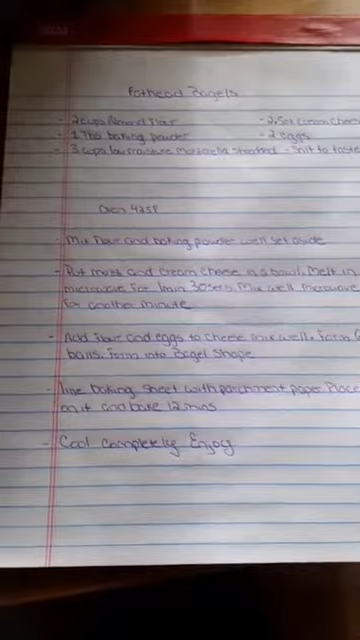 Fathead Bagels
- 2 cups Almond flour - 2.5oz cream chee
- 1 Tbs baking powder - 2 eggs
- 3 cups low moisture mozzarella shredded - Salt to taste
Oven 425F
- Mix flour and baking powder well set aside
- Put mozz and cream cheese in a bowl. Melt in
microwave for 1min 30secs. Mix well microwave
for another minute
- Add flour and eggs to cheese mix well. Form 6
balls. Form into Bagel shape
- line baking sheet with parchment paper Place
on it and bake 12 mins
- Cool completely Enjoy